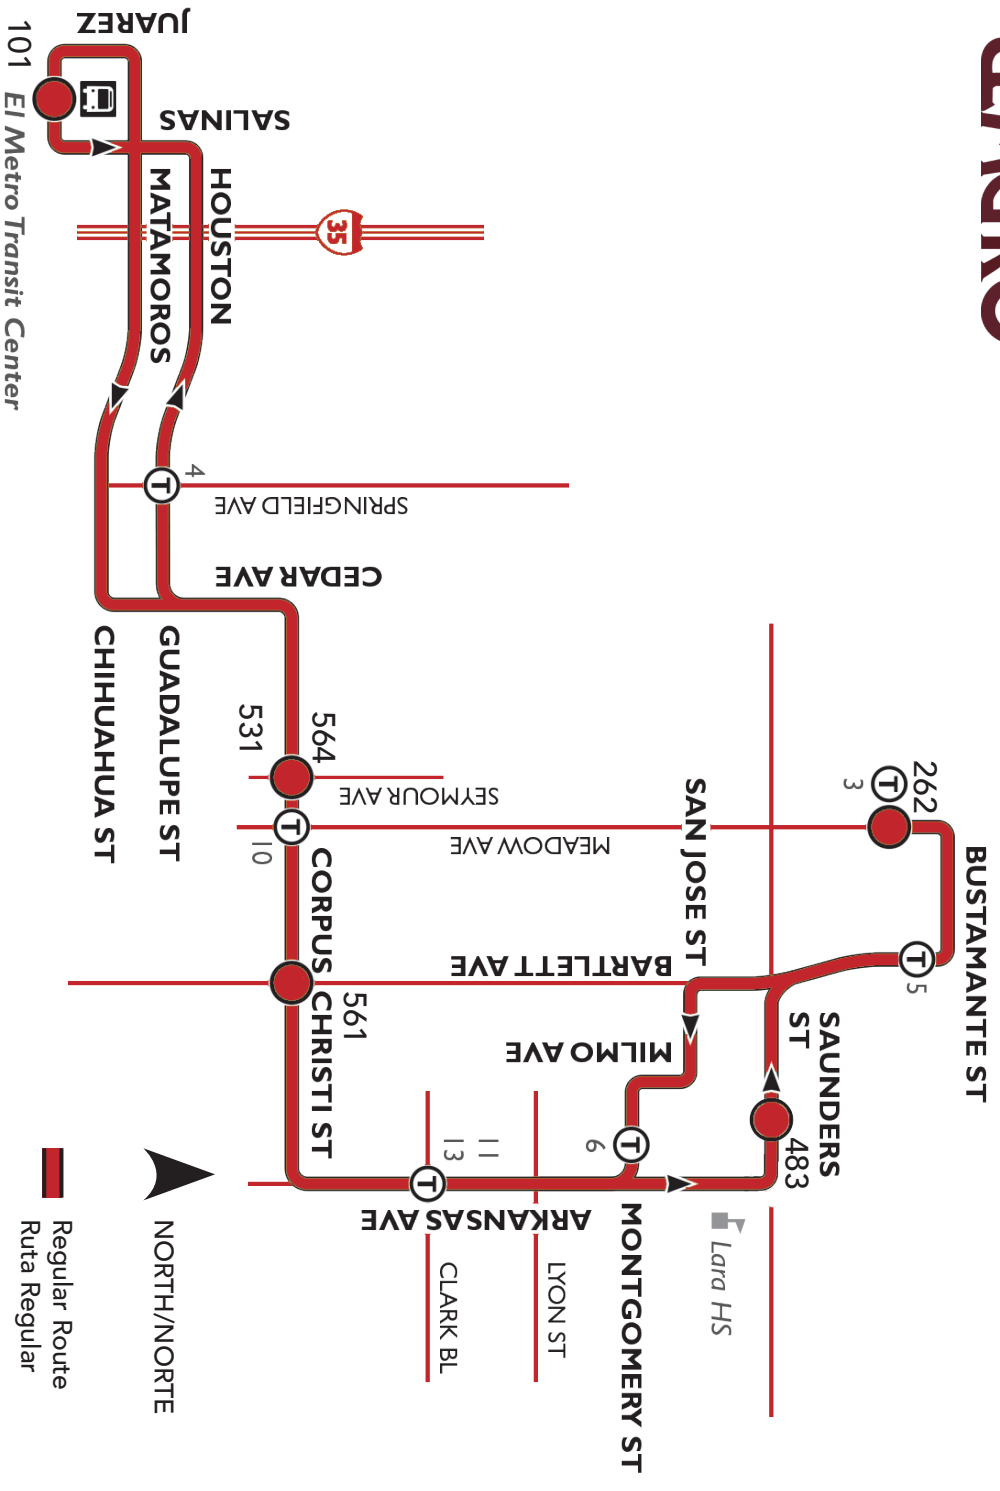 JUAREZ
101
El Metro Transit Center
SALINAS
HOUSTON
MATAMOROS
35
4
SPRINGFIELD AVE
CEDAR AVE
GUADALUPE ST
CHIHUAHUA ST
531
564
SEYMOUR AVE
T
10
MEADOW AVE
CORPUS CHRISTI ST
561
BARTLETT AVE
SAN JOSE ST
262
T
3
BUSTAMANTE ST
T
5
SAUNDERS
ST
483
MILMO AVE
T
6
MONTGOMERY ST
Lara HS
ARKANSAS AVE
11
13
T
LYON ST
CLARK BL
T
NORTH/NORTE
Regular Route
Ruta Regular